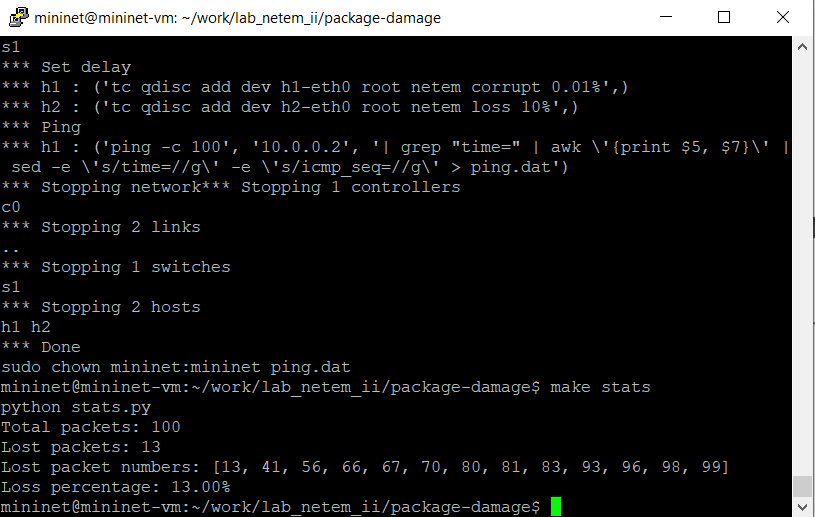 mininet@mininet-vm: ~/work/lab_netem_ii/package-damage
s1
*** Set delay
*** h1 : ('tc qdisc add dev h1-eth0 root netem corrupt 0.01%',)
*** h2 : ('tc qdisc add dev h2-eth0 root netem loss 10%',)
*** Ping
*** h1 : ('ping -c 100', '10.0.0.2', '| grep "time=" | awk \'{print $5, $7}\' |
 sed -e \'s/time=//g\' -e \'s/icmp_seq=//g\' > ping.dat')
*** Stopping network*** Stopping 1 controllers
c0
*** Stopping 2 links
..
*** Stopping 1 switches
s1
*** Stopping 2 hosts
h1 h2
*** Done
sudo chown mininet:mininet ping.dat
mininet@mininet-vm:~/work/lab_netem_ii/package-damage$ make stats
python stats.py
Total packets: 100
Lost packets: 13
Lost packet numbers: [13, 41, 56, 66, 67, 70, 80, 81, 83, 93, 96, 98, 99]
Loss percentage: 13.00%
mininet@mininet-vm:~/work/lab_netem_ii/package-damage$